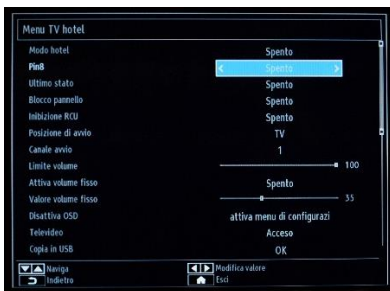 Menu TV hotel
Modo hotel Spento
Pin8 Spento
Ultimo stato Spento
Blocco pannello Spento
Inibizione RCU Spento
Posizione di avvio TV
Canale avvio 1
Limite volume 100
Attiva volume fisso Spento
Valore volume fisso 35
Disattiva OSD attiva menu di configurazi
Televideo Acceso
Copia in USB OK
Naviga Modifica valore
Indietro Esci